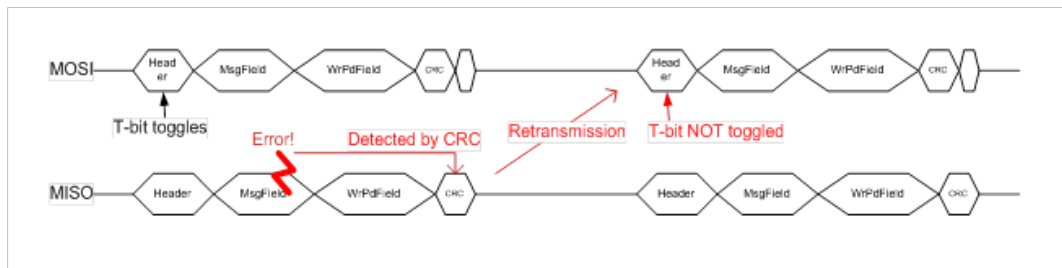 MOSI
Head
er
MsgField
WrPdField
CRC
Head
er
MsgField
WrPdField
CRC
T-bit toggles
Error!
Detected by CRC
Retransmission
T-bit NOT toggled
MISO
Header
MsgField
WrPdField
CRC
Header
MsgField
WrPdField
CRC